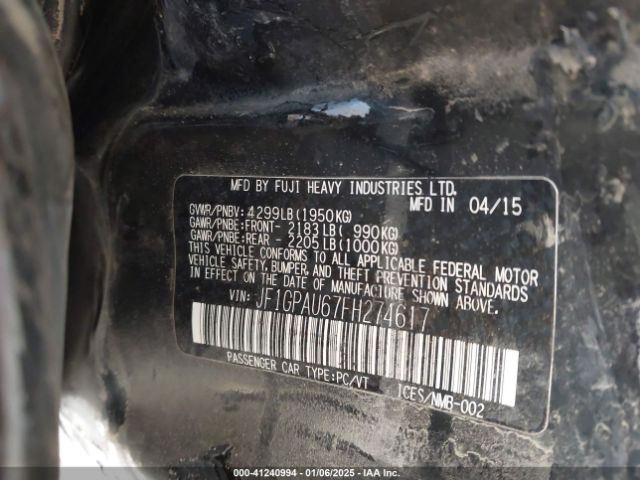 MFD BY FUJI HEAVY INDUSTRIES LTD.
MFD IN 04/15
GVWR/PNBV: 4299LB(1950KG)
GAWR/PNBE:FRONT- 2183LB( 990KG)
GAWR/PNBE:REAR - 2205LB(1000KG)
THIS VEHICLE CONFORMS TO ALL APPLICABLE FEDERAL MOTOR
VEHICLE SAFETY, BUMPER, AND THEFT PREVENTION STANDARDS
IN EFFECT ON THE DATE OF MANUFACTURE SHOWN ABOVE.
VIN: JF1GPAU67FH274617
PASSENGER CAR
TYPE:PC/VT ICES/NMB-002
000-41240994 - 01/06/2025 - IAA Inc.